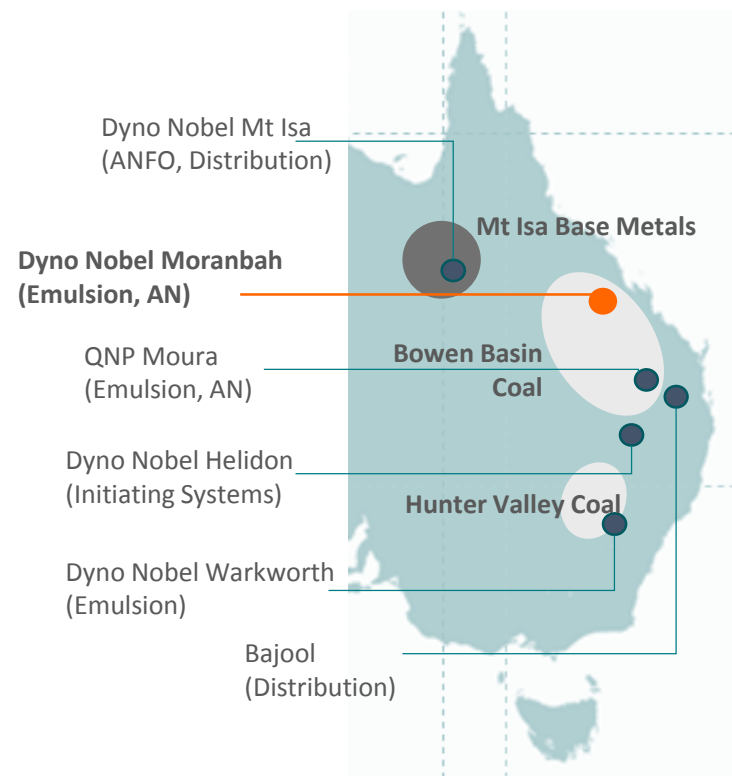 Dyno Nobel Mt Isa
(ANFO, Distribution)
Mt Isa Base Metals
Dyno Nobel Moranbah
(Emulsion, AN)
QNP Moura
(Emulsion, AN)
Bowen Basin
Coal
Dyno Nobel Helidon
(Initiating Systems)
Hunter Valley Coal
Dyno Nobel Warkworth
(Emulsion)
Bajool
(Distribution)